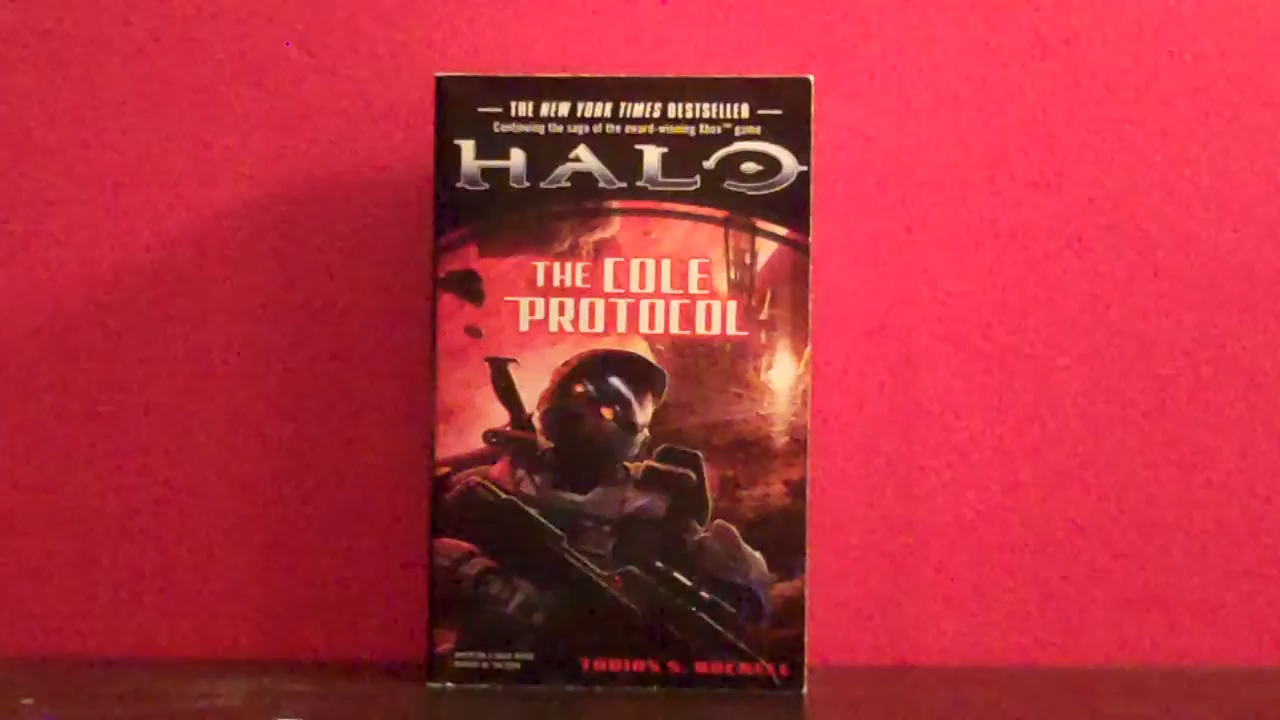 THE NEW YORK TIMES BESTSELLER
Continuing the saga of the award-winning Xbox™ game
HALO
THE COLE
PROTOCOL
TOBIAS S. BUCKELL